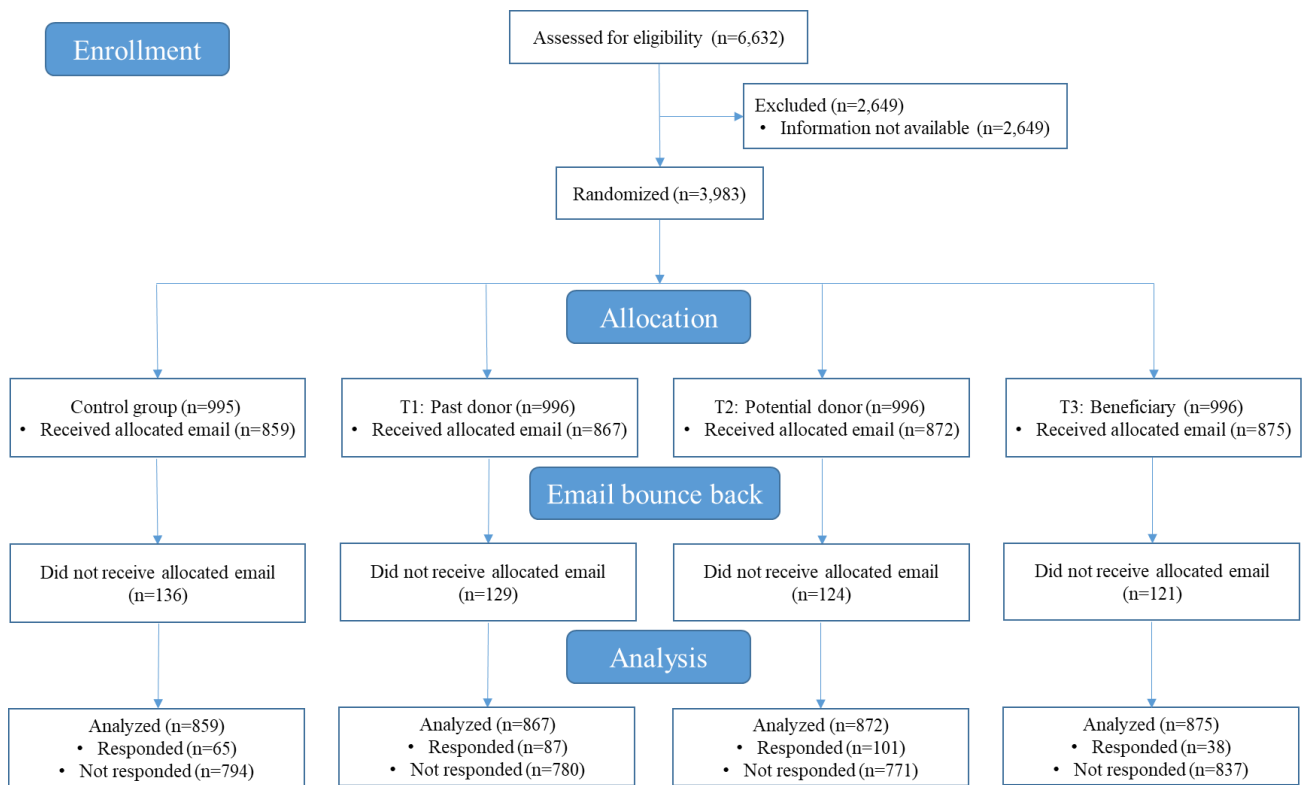 Enrollment
Assessed for eligibility (n=6,632)
Excluded (n=2,649)
• Information not available (n=2,649)
Randomized (n=3,983)
Allocation
Control group (n=995)
• Received allocated email (n=859)
T1: Past donor (n=996)
• Received allocated email (n=867)
T2: Potential donor (n=996)
• Received allocated email (n=872)
T3: Beneficiary (n=996)
• Received allocated email (n=875)
Email bounce back
Did not receive allocated email
(n=136)
Did not receive allocated email
(n=129)
Did not receive allocated email
(n=124)
Did not receive allocated email
(n=121)
Analysis
Analyzed (n=859)
• Responded (n=65)
• Not responded (n=794)
Analyzed (n=867)
• Responded (n=87)
• Not responded (n=780)
Analyzed (n=872)
• Responded (n=101)
• Not responded (n=771)
Analyzed (n=875)
• Responded (n=38)
• Not responded (n=837)